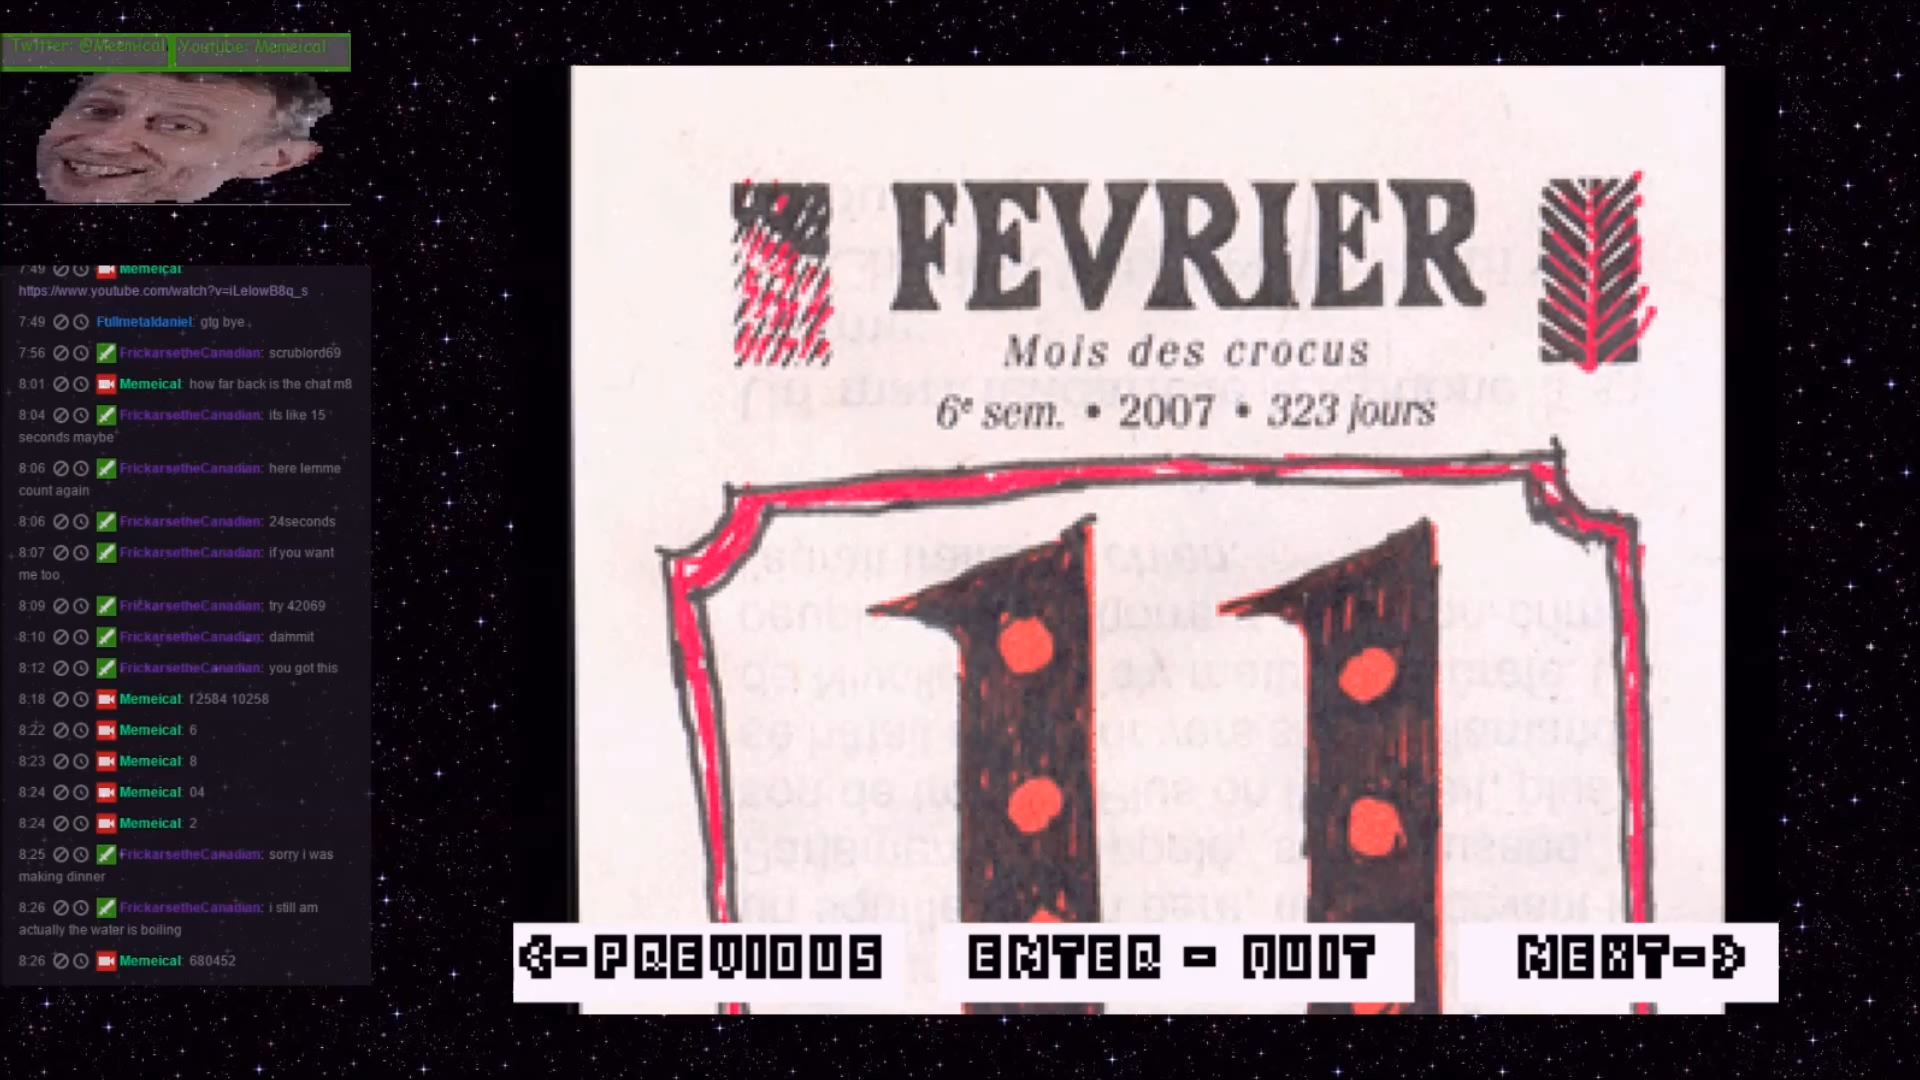 Twitter: @Meemical Youtube: Memeical
7:49 Memeical:
https://www.youtube.com/watch?v=iLelowB8q_s
7:49 Fullmetaldaniel: gtg bye
7:56 FrickarsetheCanadian: scrublord69
8:01 Memeical: how far back is the chat m8
8:04 FrickarsetheCanadian: its like 15
seconds maybe
8:06 FrickarsetheCanadian: here lemme
count again
8:06 FrickarsetheCanadian: 24seconds
8:07 FrickarsetheCanadian: if you want
me too
8:09 FrickarsetheCanadian: try 42069
8:10 FrickarsetheCanadian: dammit
8:12 FrickarsetheCanadian: you got this
8:18 Memeical: f2584 10258
8:22 Memeical: 6
8:23 Memeical: 8
8:24 Memeical: 04
8:24 Memeical: 2
8:25 FrickarsetheCanadian: sorry i was
making dinner
8:26 FrickarsetheCanadian: i still am
actually the water is boiling
8:26 Memeical: 680452
FEVRIER
Mois des crocus
6e sem. • 2007 • 323 jours
11
<-PREVIOUS ENTER - QUIT NEXT->